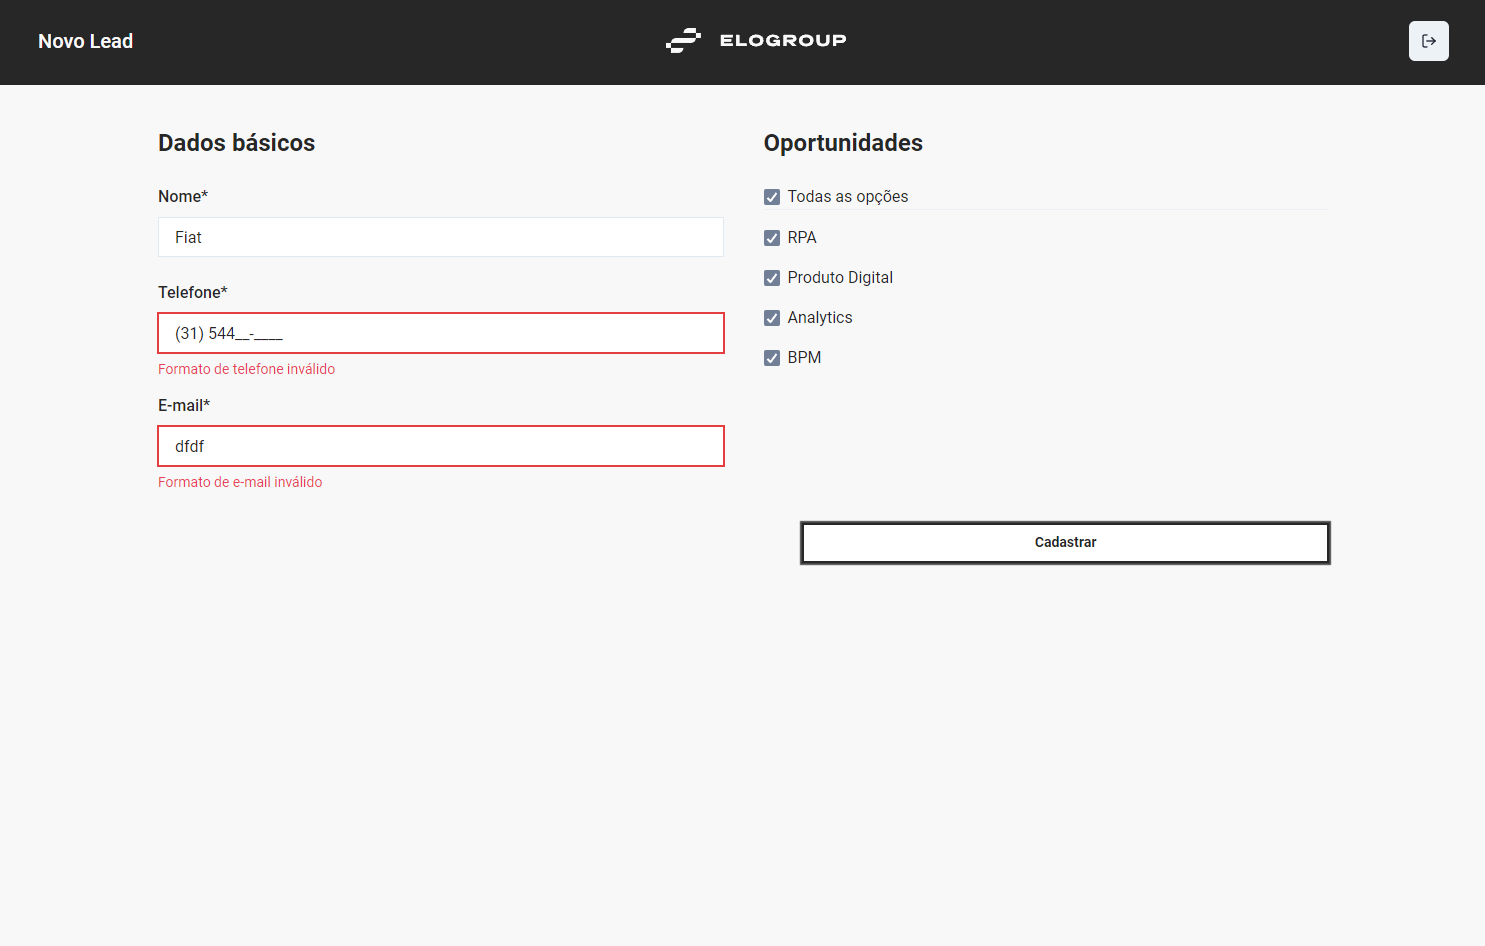 Novo Lead
ELOGROUP
Dados básicos
Nome*
Fiat
Telefone*
(31) 544__-____
Formato de telefone inválido
E-mail*
dfdf
Formato de e-mail inválido
Oportunidades
Todas as opções
RPA
Produto Digital
Analytics
BPM
Cadastrar